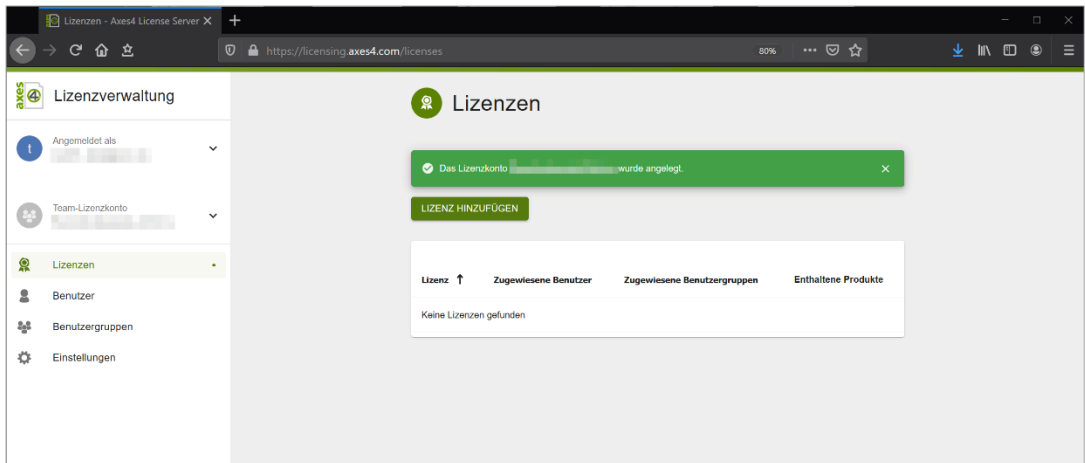 Lizenzen - Axes4 License Server
https://licensing.axes4.com/licenses
80%
axes4
Lizenzverwaltung
t
Angemeldet als
Team-Lizenzkonto
Lizenzen
Benutzer
Benutzergruppen
Einstellungen
Lizenzen
Das Lizenzkonto wurde angelegt.
LIZENZ HINZUFÜGEN
Lizenz ↑ Zugewiesene Benutzer Zugewiesene Benutzergruppen Enthaltene Produkte
Keine Lizenzen gefunden